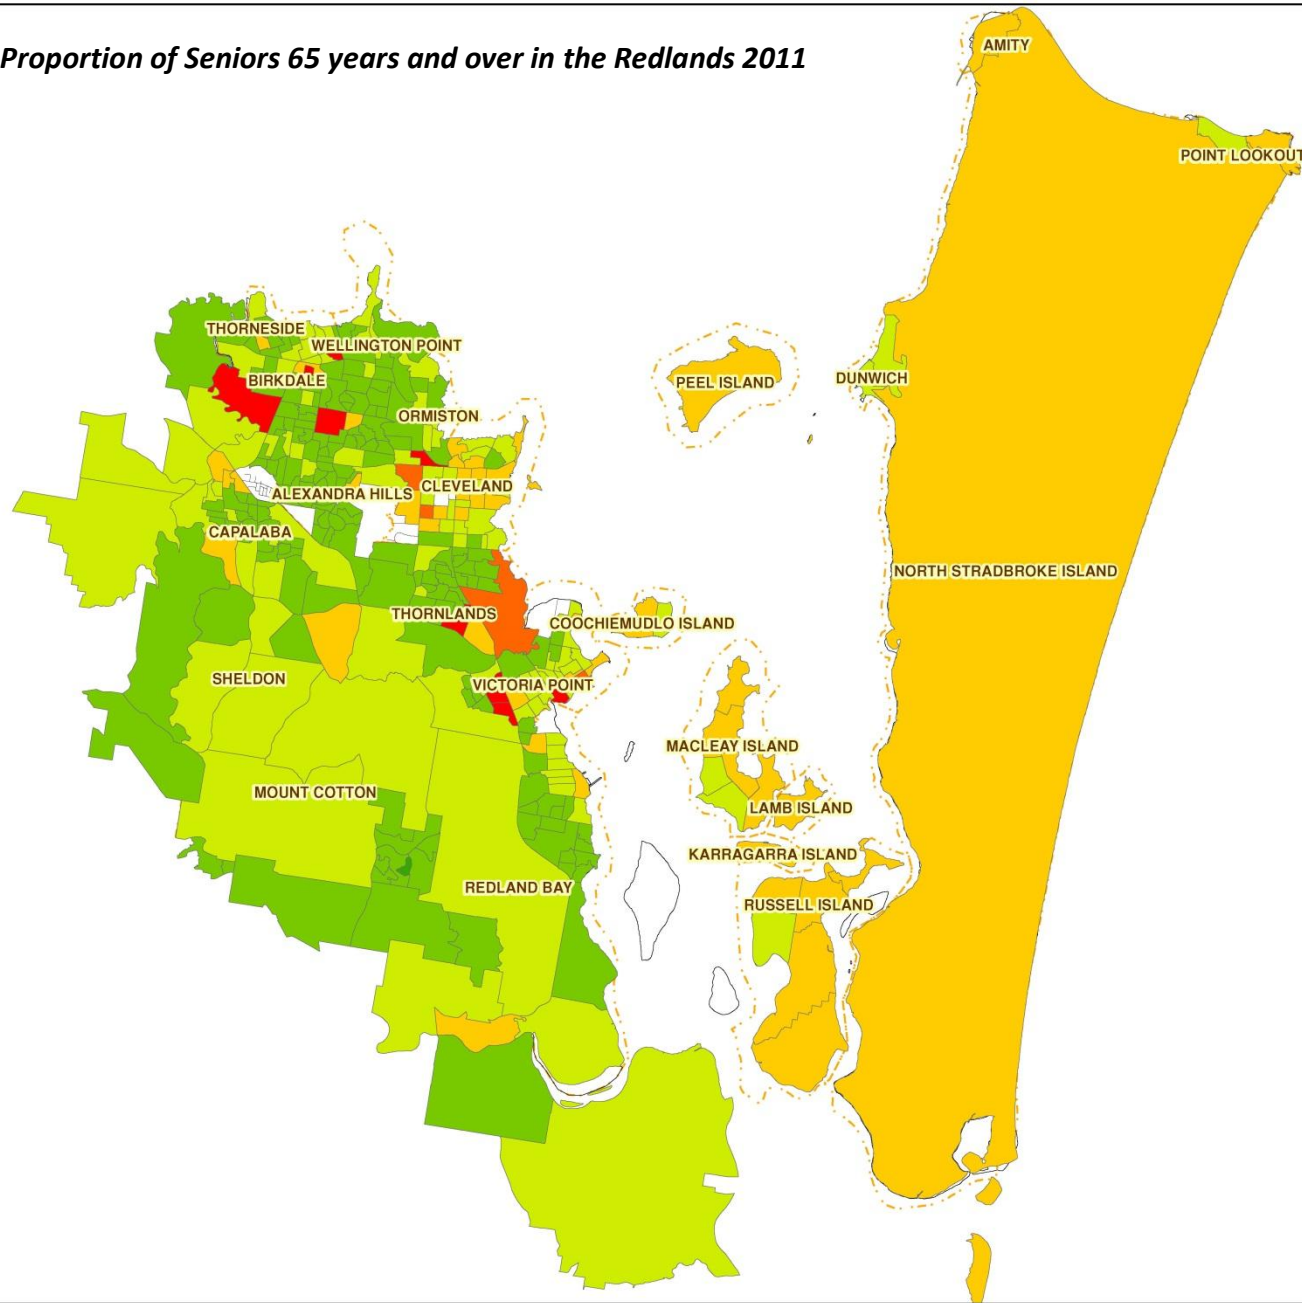 Proportion of Seniors 65 years and over in the Redlands 2011
AMITY
POINT LOOKOUT
THORNESIDE
WELLINGTON POINT
BIRKDALE
PEEL ISLAND
DUNWICH
ORMISTON
CLEVELAND
ALEXANDRA HILLS
CAPALABA
NORTH STRADBROKE ISLAND
THORNLANDS
COOCHIEMUDLO ISLAND
SHELDON
VICTORIA POINT
MACLEAY ISLAND
MOUNT COTTON
LAMB ISLAND
KARRAGARRA ISLAND
REDLAND BAY
RUSSELL ISLAND